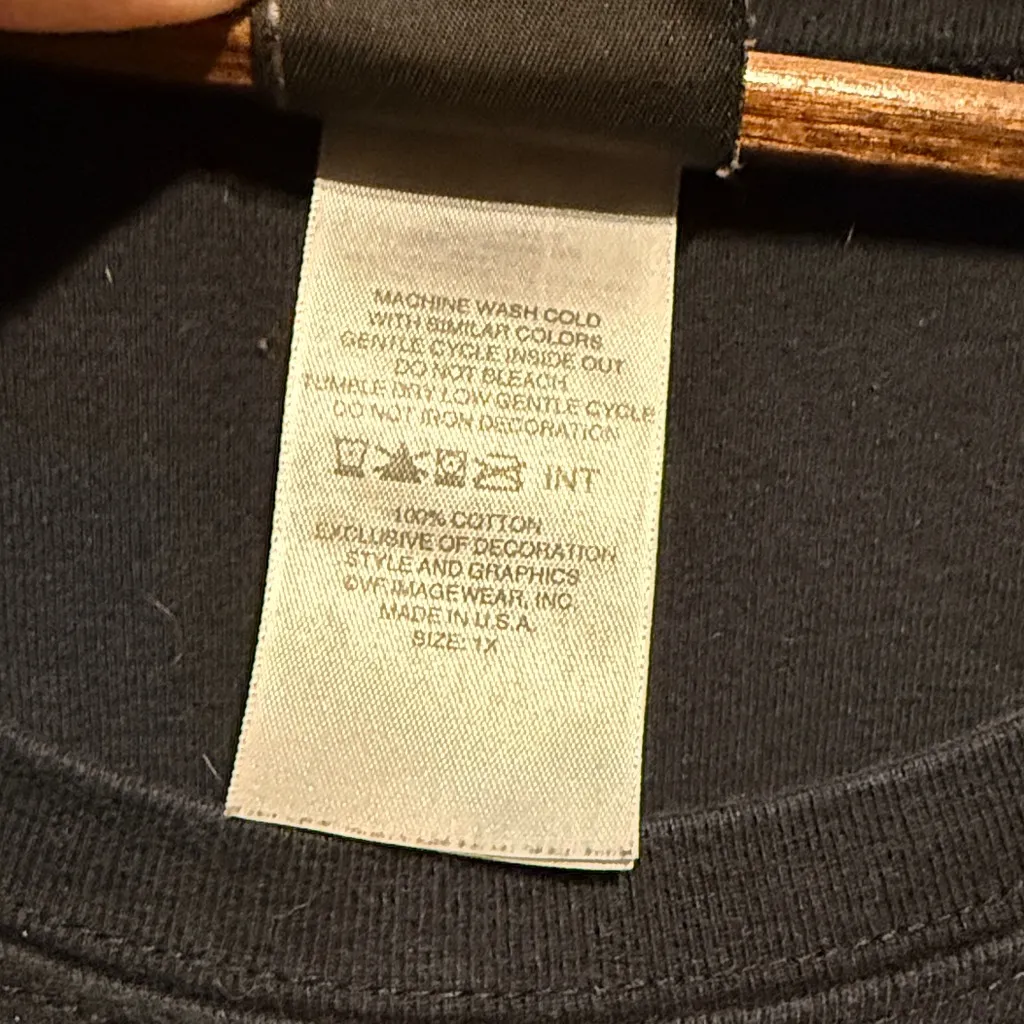 MACHINE WASH COLD
WITH SIMILAR COLORS
GENTLE CYCLE INSIDE OUT
DO NOT BLEACH
TUMBLE DRY LOW GENTLE CYCLE
DO NOT IRON DECORATION
INT
100% COTTON
EXCLUSIVE OF DECORATION
STYLE AND GRAPHICS
©VF IMAGEWEAR, INC.
MADE IN U.S.A.
SIZE: 1X